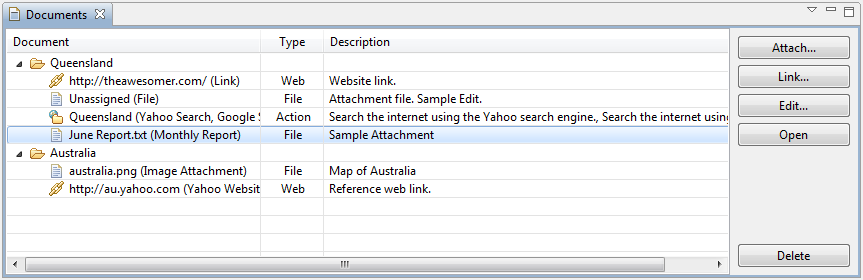 Documents
Document Type Description
Queensland
http://theawesomer.com/ (Link) Web Website link.
Unassigned (File) File Attachment file. Sample Edit.
Queensland (Yahoo Search, Google S Action Search the internet using the Yahoo search engine., Search the internet using
June Report.txt (Monthly Report) File Sample Attachment
Australia
australia.png (Image Attachment) File Map of Australia
http://au.yahoo.com (Yahoo Websit Web Reference web link.
Attach...
Link...
Edit...
Open
Delete